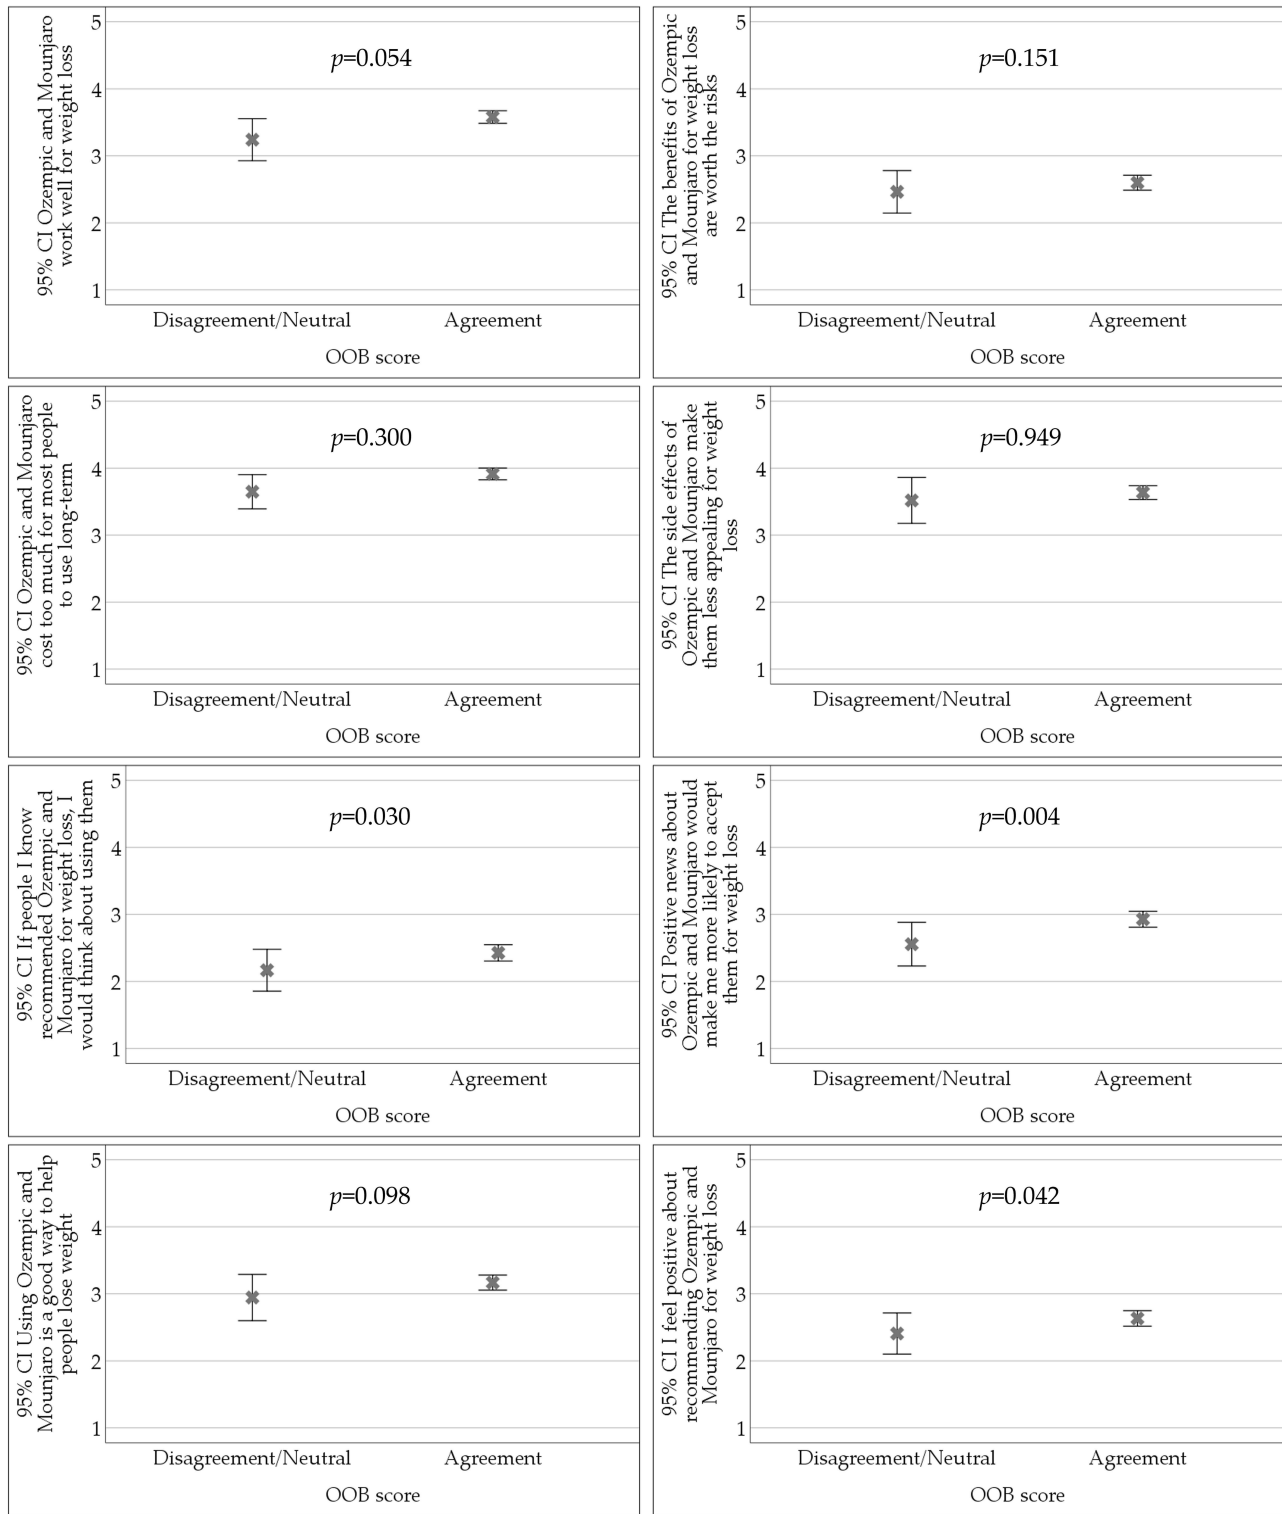 95% CI Ozempic and Mounjaro
work well for weight loss
5
4
3
2
1
p=0.054
Disagreement/Neutral
Agreement
OOB score
95% CI The benefits of Ozempic
and Mounjaro for weight loss
are worth the risks
5
4
3
2
1
p=0.151
Disagreement/Neutral
Agreement
OOB score
95% CI Ozempic and Mounjaro
cost too much for most people
to use long-term
5
4
3
2
1
p=0.300
Disagreement/Neutral
Agreement
OOB score
95% CI The side effects of
Ozempic and Mounjaro make
them less appealing for weight
loss
5
4
3
2
1
p=0.949
Disagreement/Neutral
Agreement
OOB score
95% CI If people I know
recommended Ozempic and
Mounjaro for weight loss, I
would think about using them
5
4
3
2
1
p=0.030
Disagreement/Neutral
Agreement
OOB score
95% CI Positive news about
Ozempic and Mounjaro would
make me more likely to accept
them for weight loss
5
4
3
2
1
p=0.004
Disagreement/Neutral
Agreement
OOB score
95% CI Using Ozempic and
Mounjaro is a good way to help
people lose weight
5
4
3
2
1
p=0.098
Disagreement/Neutral
Agreement
OOB score
95% CI I feel positive about
recommending Ozempic and
Mounjaro for weight loss
5
4
3
2
1
p=0.042
Disagreement/Neutral
Agreement
OOB score